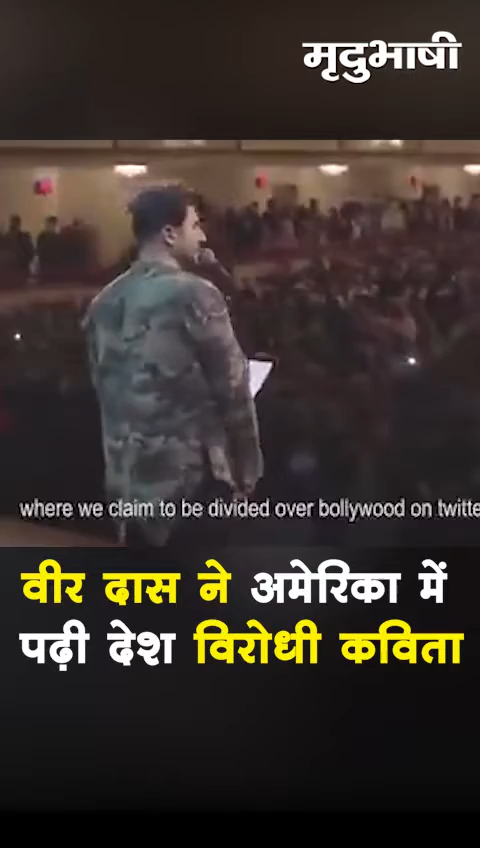 मृदुभाषी
where we claim to be divided over bollywood on twitte
वीर दास ने अमेरिका में
पढ़ी देश विरोधी कविता